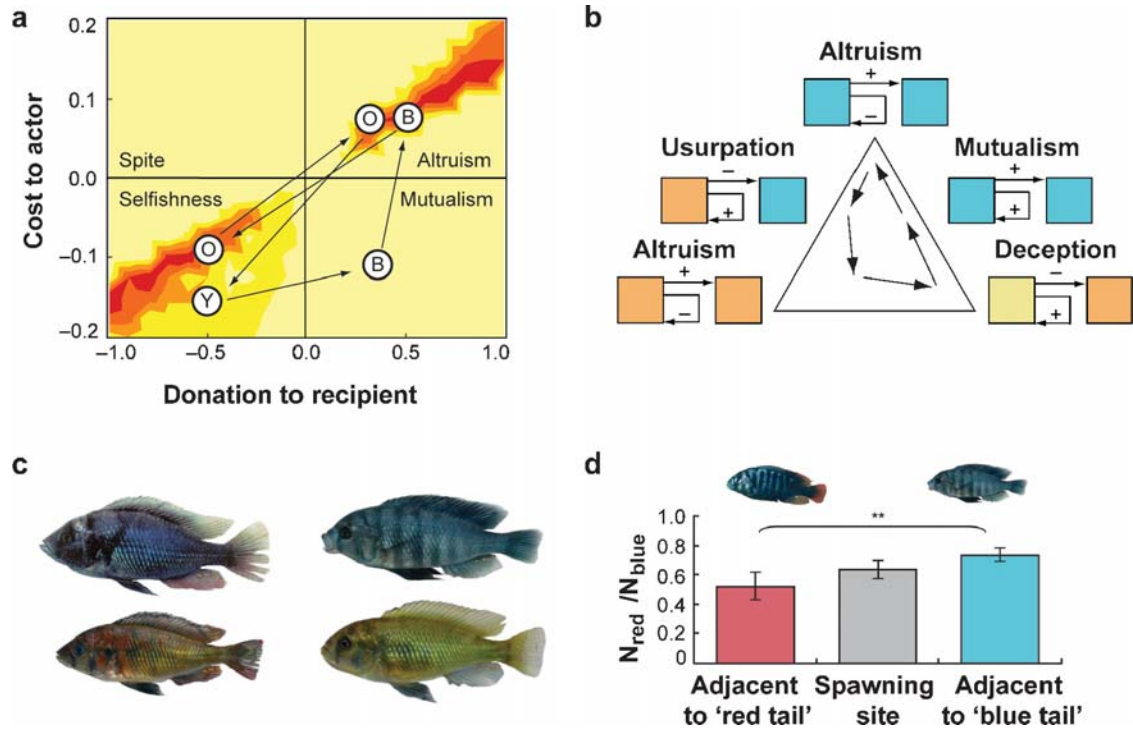 a
0.2
0.1
0.0
–0.1
–0.2
Cost to actor
Spite
Altruism
Selfishness
Mutualism
O
B
O
B
Y
–1.0
–0.5
0.0
0.5
1.0
Donation to recipient
b
Altruism
+
–
Usurpation
–
+
Mutualism
+
+
Altruism
+
–
Deception
–
+
c
d
**
1.0
0.8
0.6
0.4
0.2
0
Nred /Nblue
Adjacent
to ‘red tail’
Spawning
site
Adjacent
to ‘blue tail’